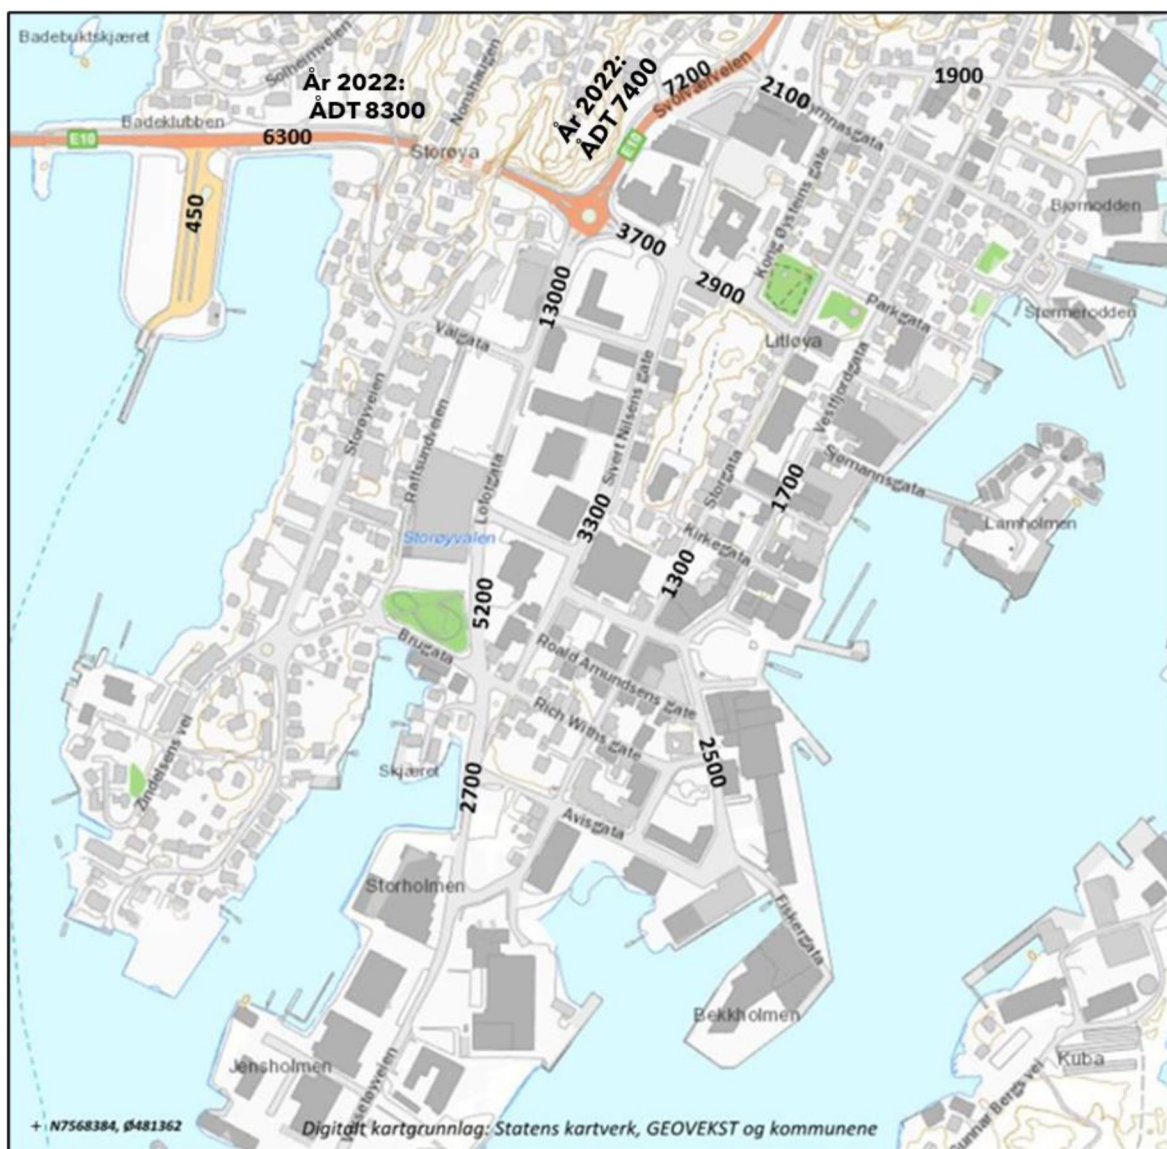 Badebuktskjæret
Solheimveien
Nonshaugen
År 2022:
ÅDT 8300
År 2022:
ÅDT 7400
7200
Svolværveien
2100
1900
Badeklubben
E10
6300
Storøya
E10
450
3700
2900
Kong Øysteins gate
Bjørnodden
13000
Parkgata
Størmerodden
Litløya
Valgata
Storøyveien
Raftsundveien
Lofotgata
Sivert Nilsens gate
Vestfjordgata
Storgata
1700
Sjømannsgata
Lamholmen
3300
Storøyvalen
Kirkegata
1300
5200
Brugata
Roald Amundsens gate
Rich Withs gate
Zindelsens vei
Skjæret
2700
2500
Avisgata
Storholmen
Fiskergata
Bekkholmen
Jensholmen
Kuba
Gunnar Bergs vei
+ N7568384, Ø481362
Digitalt kartgrunnlag: Statens kartverk, GEOVEKST og kommunene